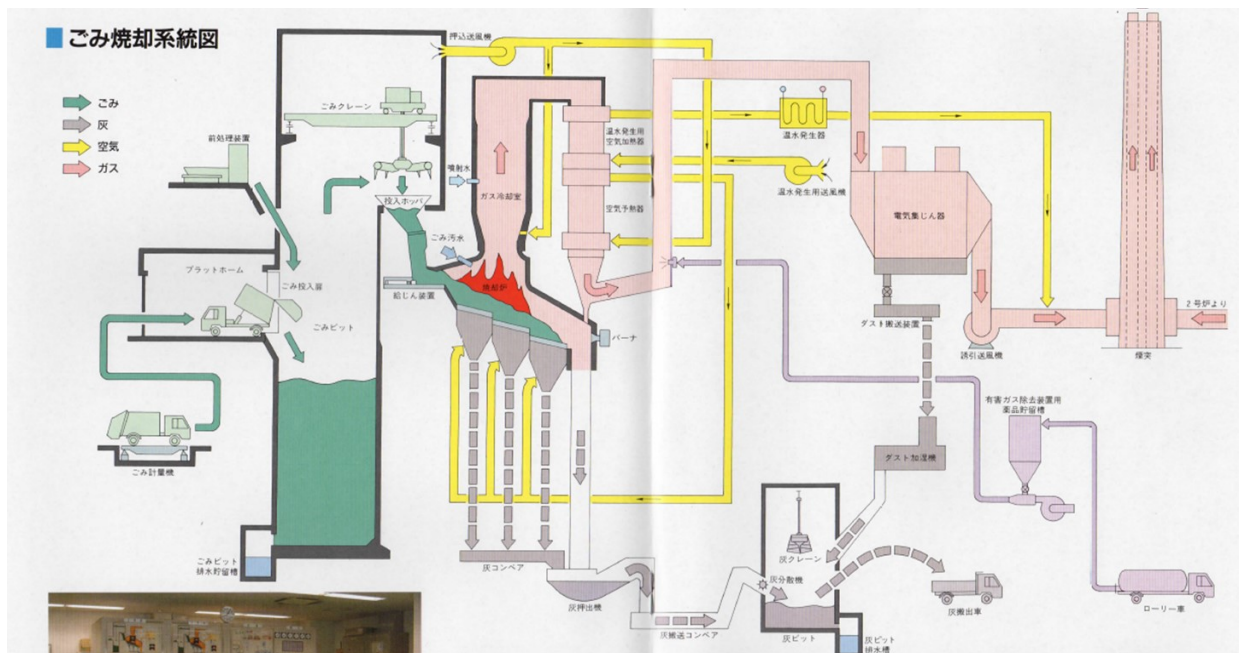 ごみ焼却系統図
ごみ
灰
空気
ガス
押込送風機
ごみクレーン
前処理装置
投入ホッパ
噴射水
ガス冷却室
温水発生用
空気加熱器
温水発生器
温水発生用送風機
空気予熱器
電気集じん器
プラットホーム
ごみ投入扉
ごみピット
ごみ汚水
焼却炉
給じん装置
バーナ
ダスト搬送装置
誘引送風機
2号炉より
煙突
ごみ計量機
有害ガス除去装置用
薬品貯留槽
ダスト加湿機
ごみピット
排水貯留槽
灰コンベア
灰押出機
灰クレーン
灰分散機
灰搬出車
ローリー車
灰搬送コンベア
灰ピット
灰ピット
排水槽